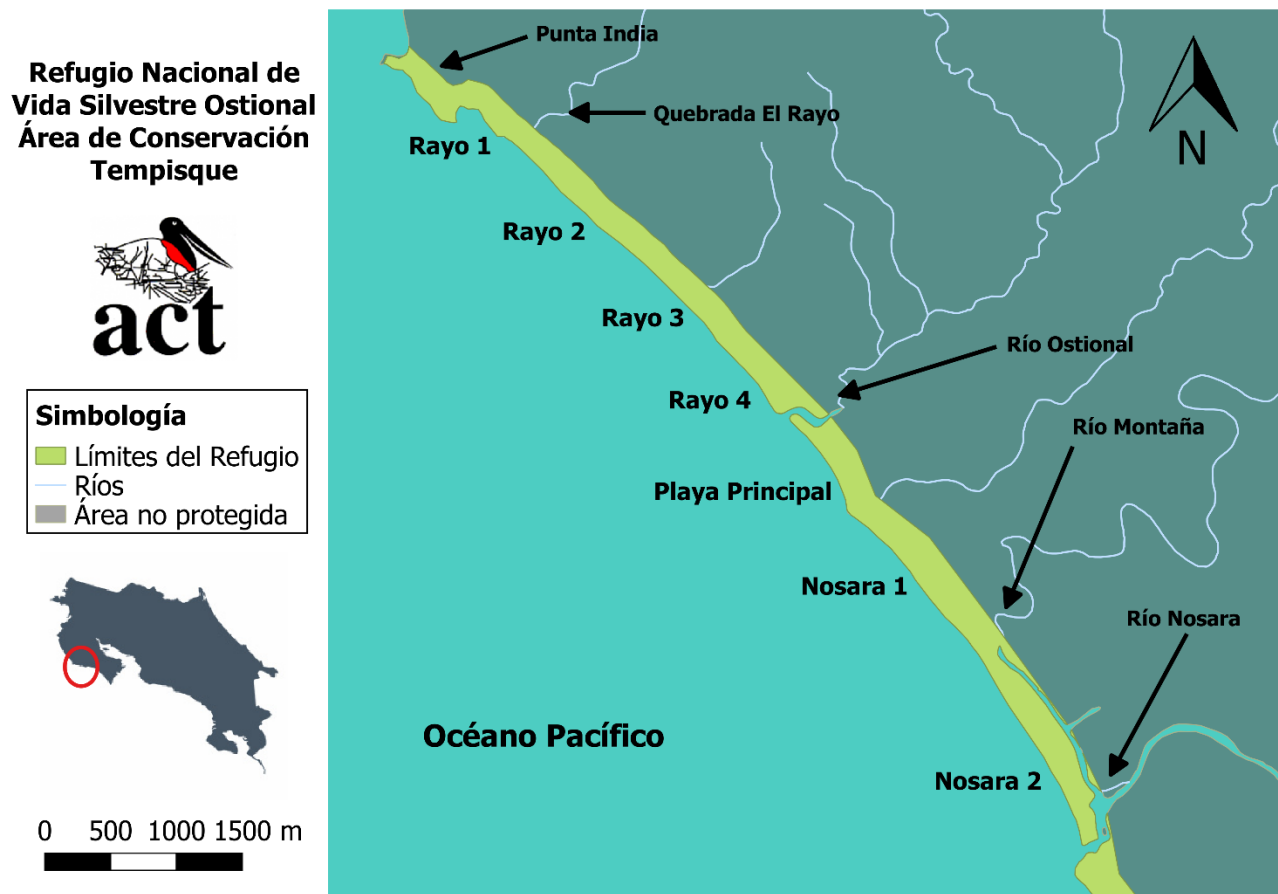 Refugio Nacional de
Vida Silvestre Ostional
Área de Conservación
Tempisque
act
Simbología
Límites del Refugio
Ríos
Área no protegida
0 500 1000 1500 m
Punta India
Quebrada El Rayo
N
Rayo 1
Rayo 2
Rayo 3
Río Ostional
Rayo 4
Río Montaña
Playa Principal
Nosara 1
Río Nosara
Océano Pacífico
Nosara 2